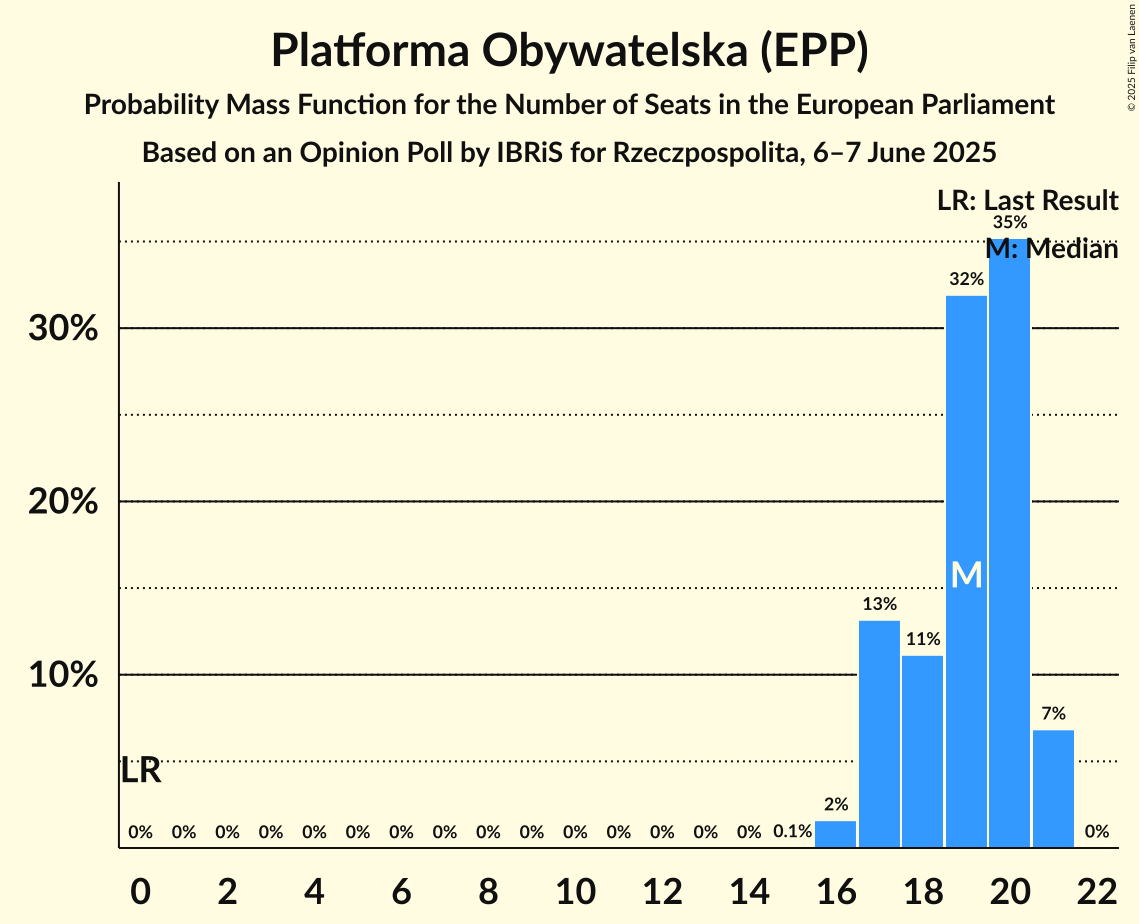 Platforma Obywatelska (EPP)
Probability Mass Function for the Number of Seats in the European Parliament
Based on an Opinion Poll by IBRiS for Rzeczpospolita, 6–7 June 2025
© 2025 Filip van Laenen
LR: Last Result
M: Median
35%
32%
30%
20%
M
13%
11%
10%
7%
LR
2%
0% 0% 0% 0% 0% 0% 0% 0% 0% 0% 0% 0% 0% 0% 0% 0.1% 0%
0 2 4 6 8 10 12 14 16 18 20 22